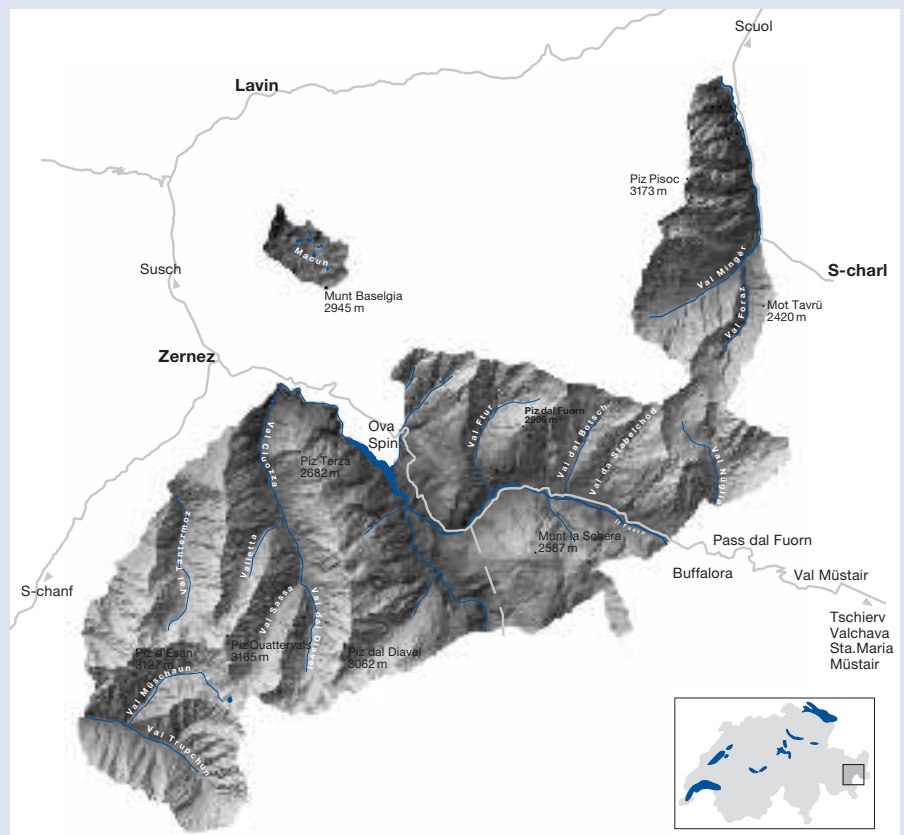 Scuol
Lavin
Piz Pisoc
3173 m
Macun
Val Mingèr
S-charl
Susch
Munt Baselgia
2945 m
Mot Tavrü
2420 m
Val Foraz
Zernez
Ova
Spin
Val Ftur
Piz dal Fuorn
2906 m
Val dal Botsch
Val da Stabelchod
Val Cluozza
Piz Terza
2682 m
Val Nüglia
Val Tantermoza
Valletta
Il Fuorn
Munt la Schera
2587 m
Pass dal Fuorn
Buffalora
Val Müstair
S-chanf
Val Sassa
Val dal Diavel
Tschierv
Valchava
Sta.Maria
Müstair
Piz d'Esan
3127 m
Piz Quattervals
3165 m
Piz dal Diavel
3062 m
Val Müschauns
Val Trupchun